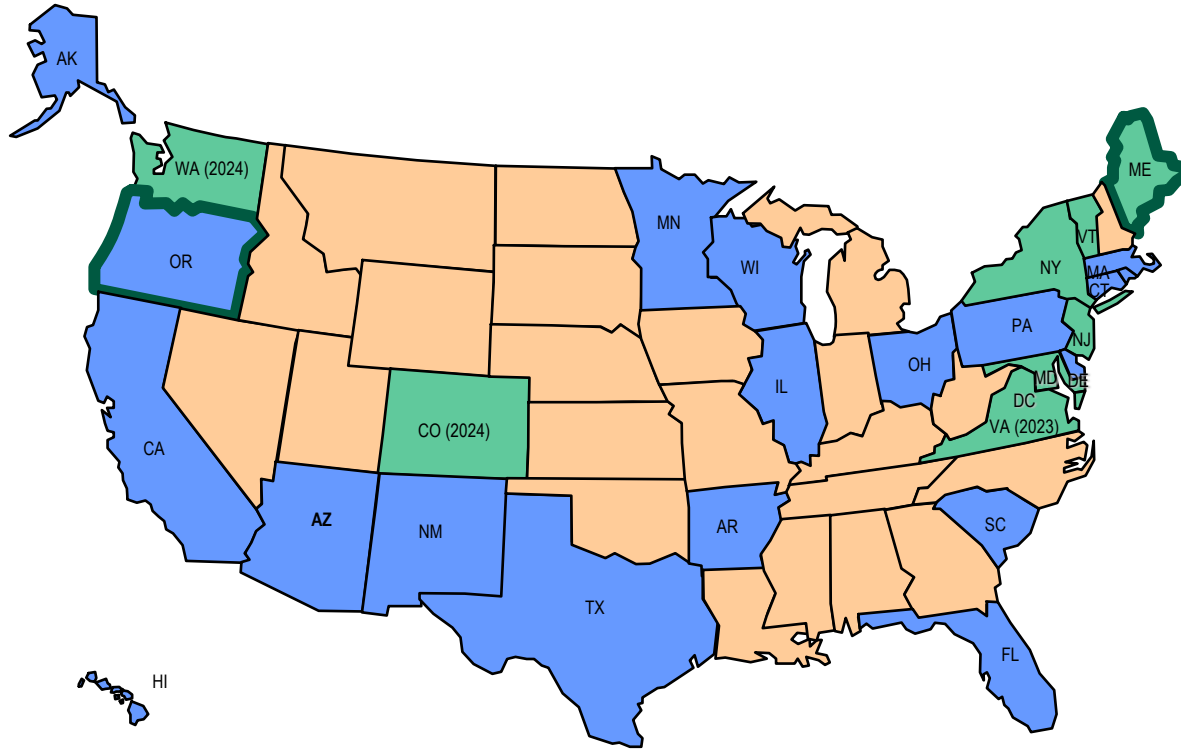 AK
WA (2024)
ME
MN
VT
OR
WI
NY
MA
CT
PA
NJ
OH
MD
DE
IL
DC
CO (2024)
VA (2023)
CA
AZ
NM
AR
SC
TX
FL
HI